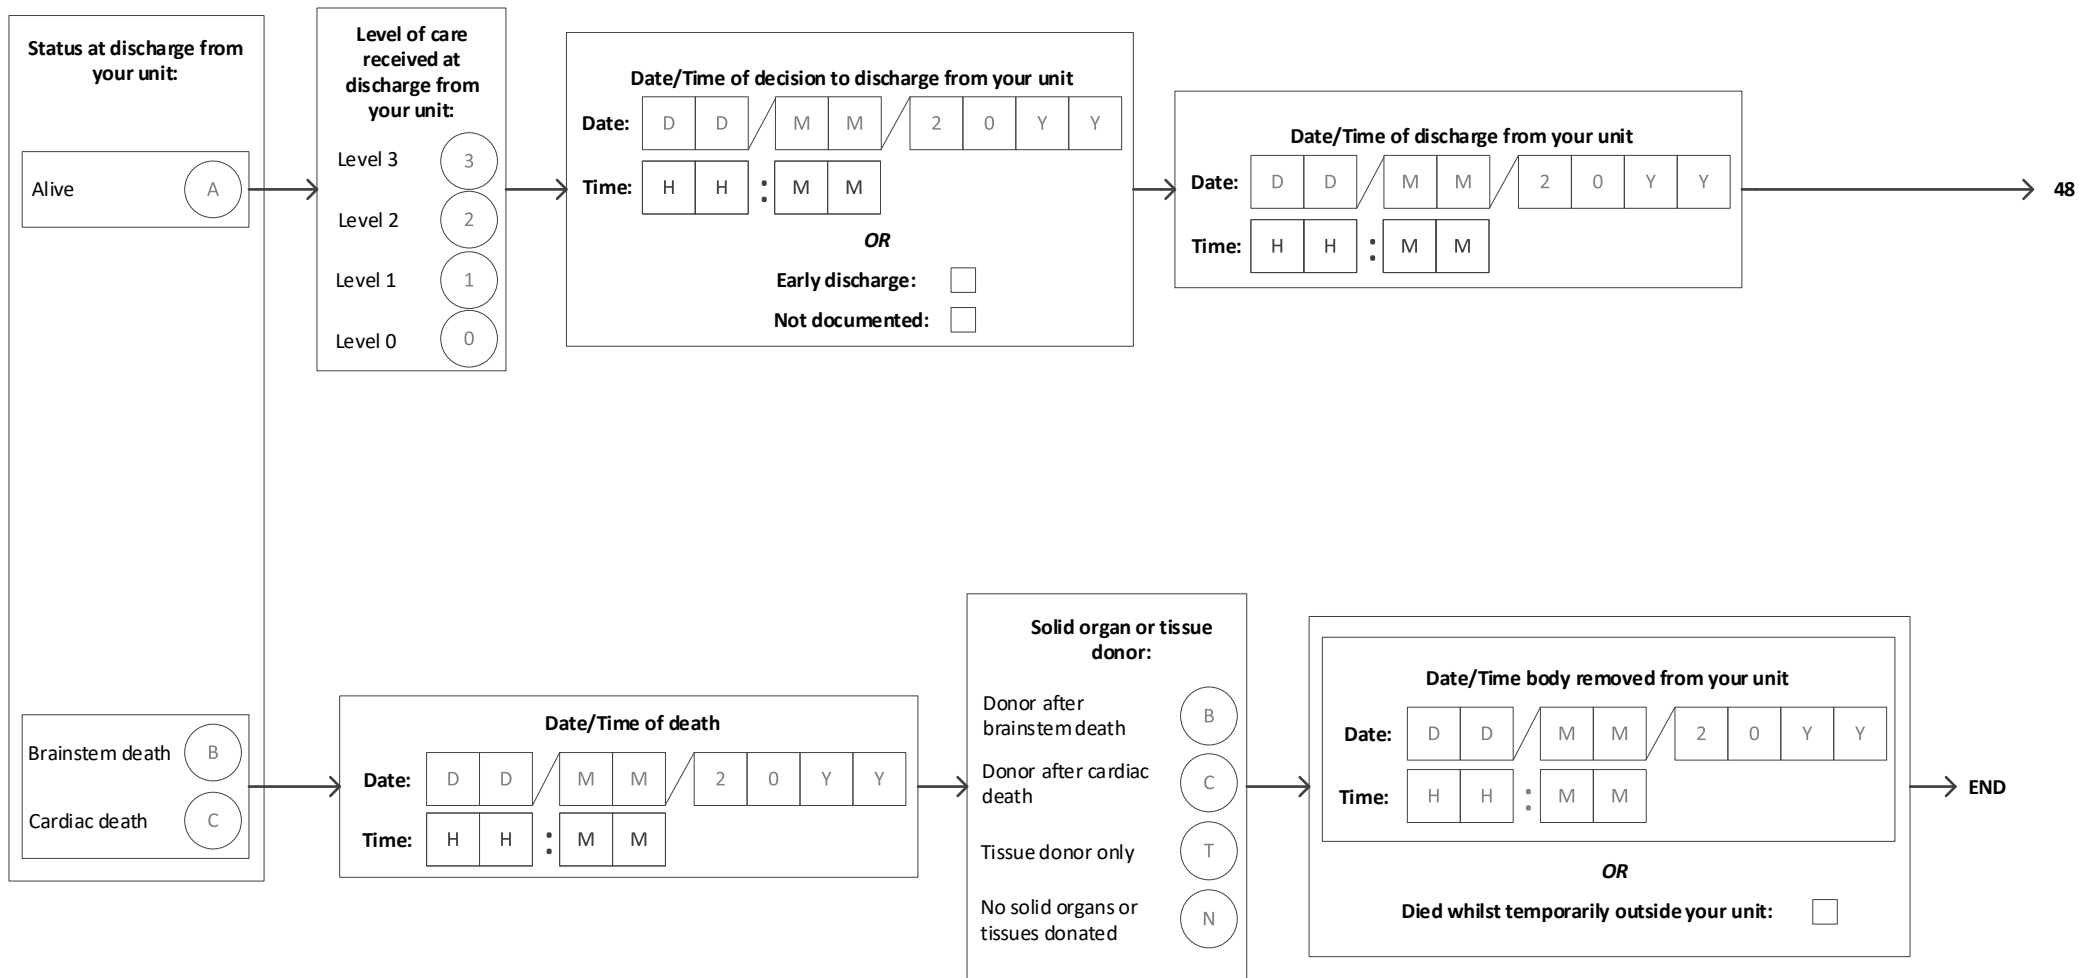 Status at discharge from
your unit:
Alive A
Level of care
received at
discharge from
your unit:
Level 3 3
Level 2 2
Level 1 1
Level 0 0
Date/Time of decision to discharge from your unit
Date: D D / M M / 2 0 Y Y
Time: H H : M M
OR
Early discharge:
Not documented:
Date/Time of discharge from your unit
Date: D D / M M / 2 0 Y Y
Time: H H : M M
48
Brainstem death B
Cardiac death C
Date/Time of death
Date: D D / M M / 2 0 Y Y
Time: H H : M M
Solid organ or tissue
donor:
Donor after
brainstem death B
Donor after cardiac
death C
Tissue donor only T
No solid organs or
tissues donated N
Date/Time body removed from your unit
Date: D D / M M / 2 0 Y Y
Time: H H : M M
OR
Died whilst temporarily outside your unit:
END